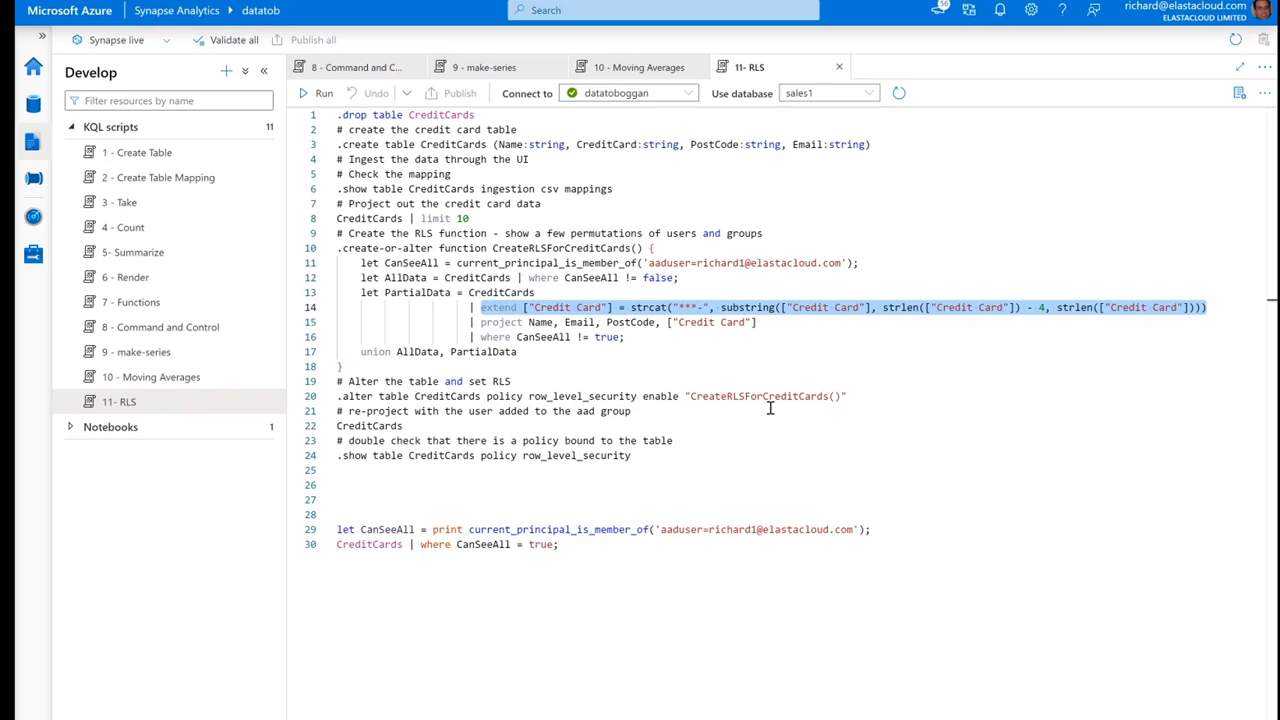 Microsoft Azure
Synapse Analytics
datatob
Search
56
richard@elastacloud.com
ELASTACLOUD LIMITED
Synapse live
Validate all
Publish all
Develop
Filter resources by name
KQL scripts 11
1 - Create Table
2 - Create Table Mapping
3 - Take
4 - Count
5- Summarize
6 - Render
7 - Functions
8 - Command and Control
9 - make-series
10 - Moving Averages
11- RLS
Notebooks 1
8 - Command and C...
9 - make-series
10 - Moving Averages
11- RLS
Run
Undo
Publish
Connect to
datatoboggan
Use database
sales1
1 .drop table CreditCards
2 # create the credit card table
3 .create table CreditCards (Name:string, CreditCard:string, PostCode:string, Email:string)
4 # Ingest the data through the UI
5 # Check the mapping
6 .show table CreditCards ingestion csv mappings
7 # Project out the credit card data
8 CreditCards | limit 10
9 # Create the RLS function - show a few permutations of users and groups
10 .create-or-alter function CreateRLSForCreditCards() {
11 let CanSeeAll = current_principal_is_member_of('aaduser=richard1@elastacloud.com');
12 let AllData = CreditCards | where CanSeeAll != false;
13 let PartialData = CreditCards
14 | extend ["Credit Card"] = strcat("***-", substring(["Credit Card"], strlen(["Credit Card"]) - 4, strlen(["Credit Card"])))
15 | project Name, Email, PostCode, ["Credit Card"]
16 | where CanSeeAll != true;
17 union AllData, PartialData
18 }
19 # Alter the table and set RLS
20 .alter table CreditCards policy row_level_security enable "CreateRLSForCreditCards()"
21 # re-project with the user added to the aad group
22 CreditCards
23 # double check that there is a policy bound to the table
24 .show table CreditCards policy row_level_security
25
26
27
28
29 let CanSeeAll = print current_principal_is_member_of('aaduser=richard1@elastacloud.com');
30 CreditCards | where CanSeeAll = true;